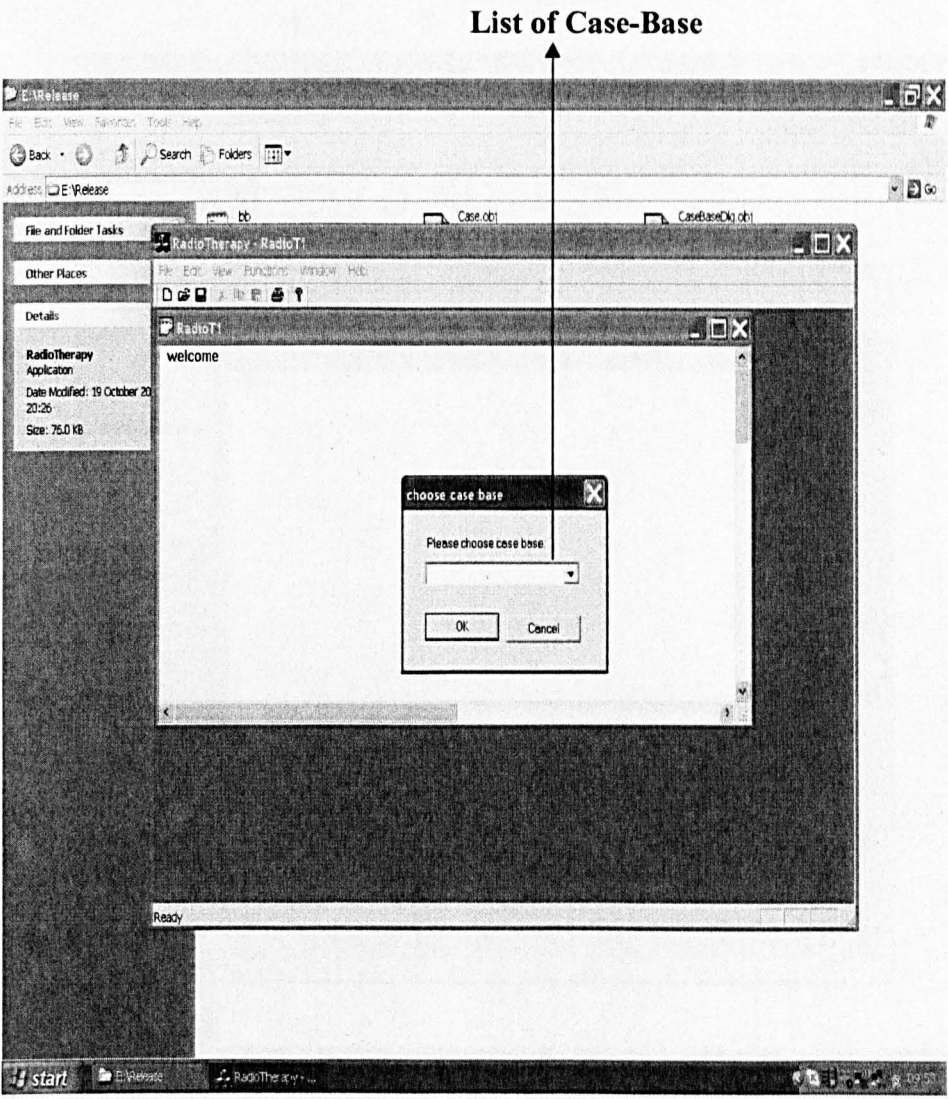 List of Case-Base
E:\Release
File Edit View Favorites Tools Help
Back Search Folders
Address E:\Release Go
bb Case.obj CaseBaseDlg.obj
File and Folder Tasks
RadioTherapy - RadioT1
Other Places
File Edit View Functions Window Help
Details
RadioT1
RadioTherapy
welcome
Application
Date Modified: 19 October 20
20:26
Size: 76.0 KB
choose case base
Please choose case base:
OK Cancel
Ready
start E:\Release RadioTherapy - ... 09:53